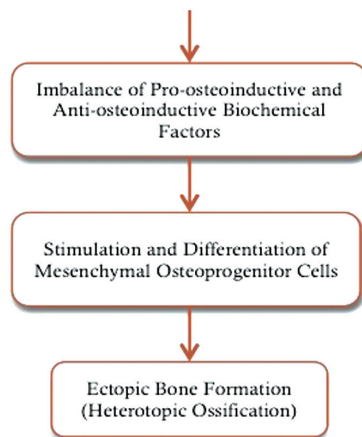 Imbalance of Pro-osteoinductive and
Anti-osteoinductive Biochemical
Factors
Stimulation and Differentiation of
Mesenchymal Osteoprogenitor Cells
Ectopic Bone Formation
(Heterotopic Ossification)